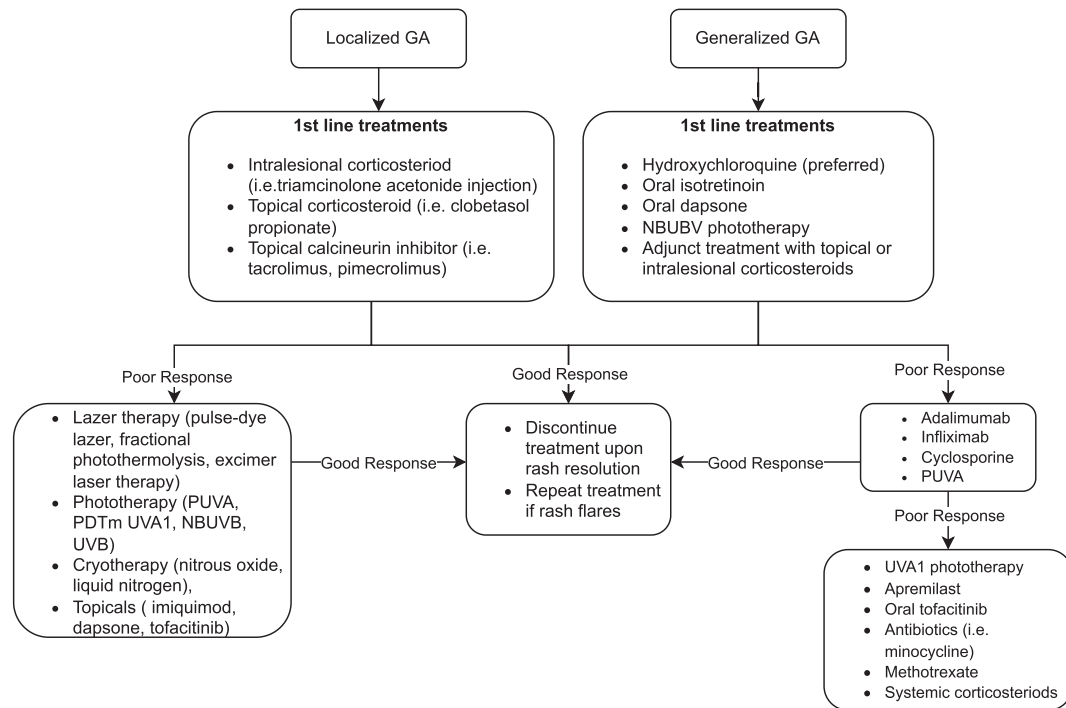 Localized GA
Generalized GA
1st line treatments
• Intralesional corticosteriod
(i.e.triamcinolone acetonide injection)
• Topical corticosteroid (i.e. clobetasol
propionate)
• Topical calcineurin inhibitor (i.e.
tacrolimus, pimecrolimus)
1st line treatments
• Hydroxychloroquine (preferred)
• Oral isotretinoin
• Oral dapsone
• NBUBV phototherapy
• Adjunct treatment with topical or
intralesional corticosteroids
Poor Response
Good Response
Poor Response
• Lazer therapy (pulse-dye
lazer, fractional
photothermolysis, excimer
laser therapy)
• Phototherapy (PUVA,
PDTm UVA1, NBUVB,
UVB)
• Cryotherapy (nitrous oxide,
liquid nitrogen),
• Topicals ( imiquimod,
dapsone, tofacitinib)
Good Response
• Discontinue
treatment upon
rash resolution
• Repeat treatment
if rash flares
Good Response
• Adalimumab
• Infliximab
• Cyclosporine
• PUVA
Poor Response
• UVA1 phototherapy
• Apremilast
• Oral tofacitinib
• Antibiotics (i.e.
minocycline)
• Methotrexate
• Systemic corticosteriods